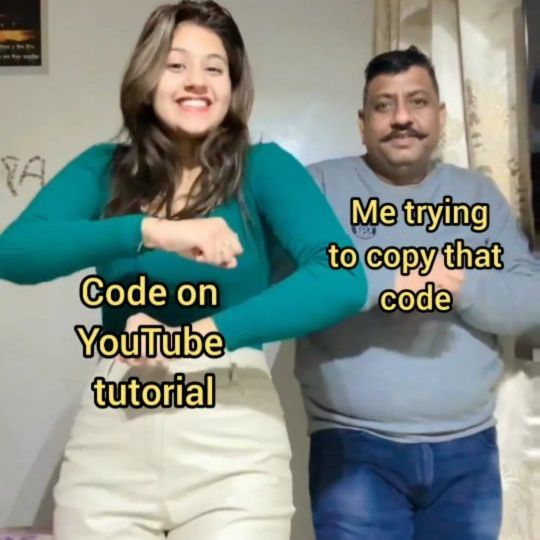 Code on
YouTube
tutorial
Me trying
to copy that
code